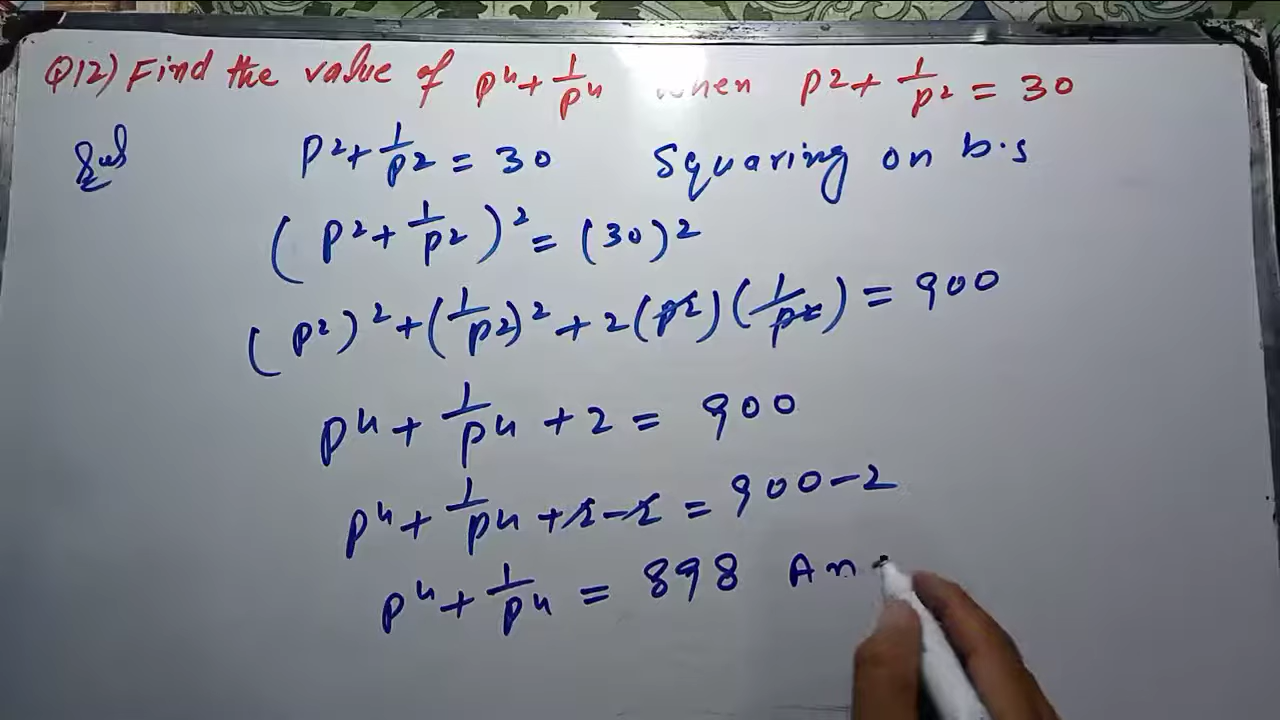 Q12) Find the value of p⁴ + 1/p⁴ when p² + 1/p² = 30
Sol p² + 1/p² = 30 Squaring on b.s
(p² + 1/p²)² = (30)²
(p²)² + (1/p²)² + 2(p²)(1/p²) = 900
p⁴ + 1/p⁴ + 2 = 900
p⁴ + 1/p⁴ + 2 - 2 = 900 - 2
p⁴ + 1/p⁴ = 898 An